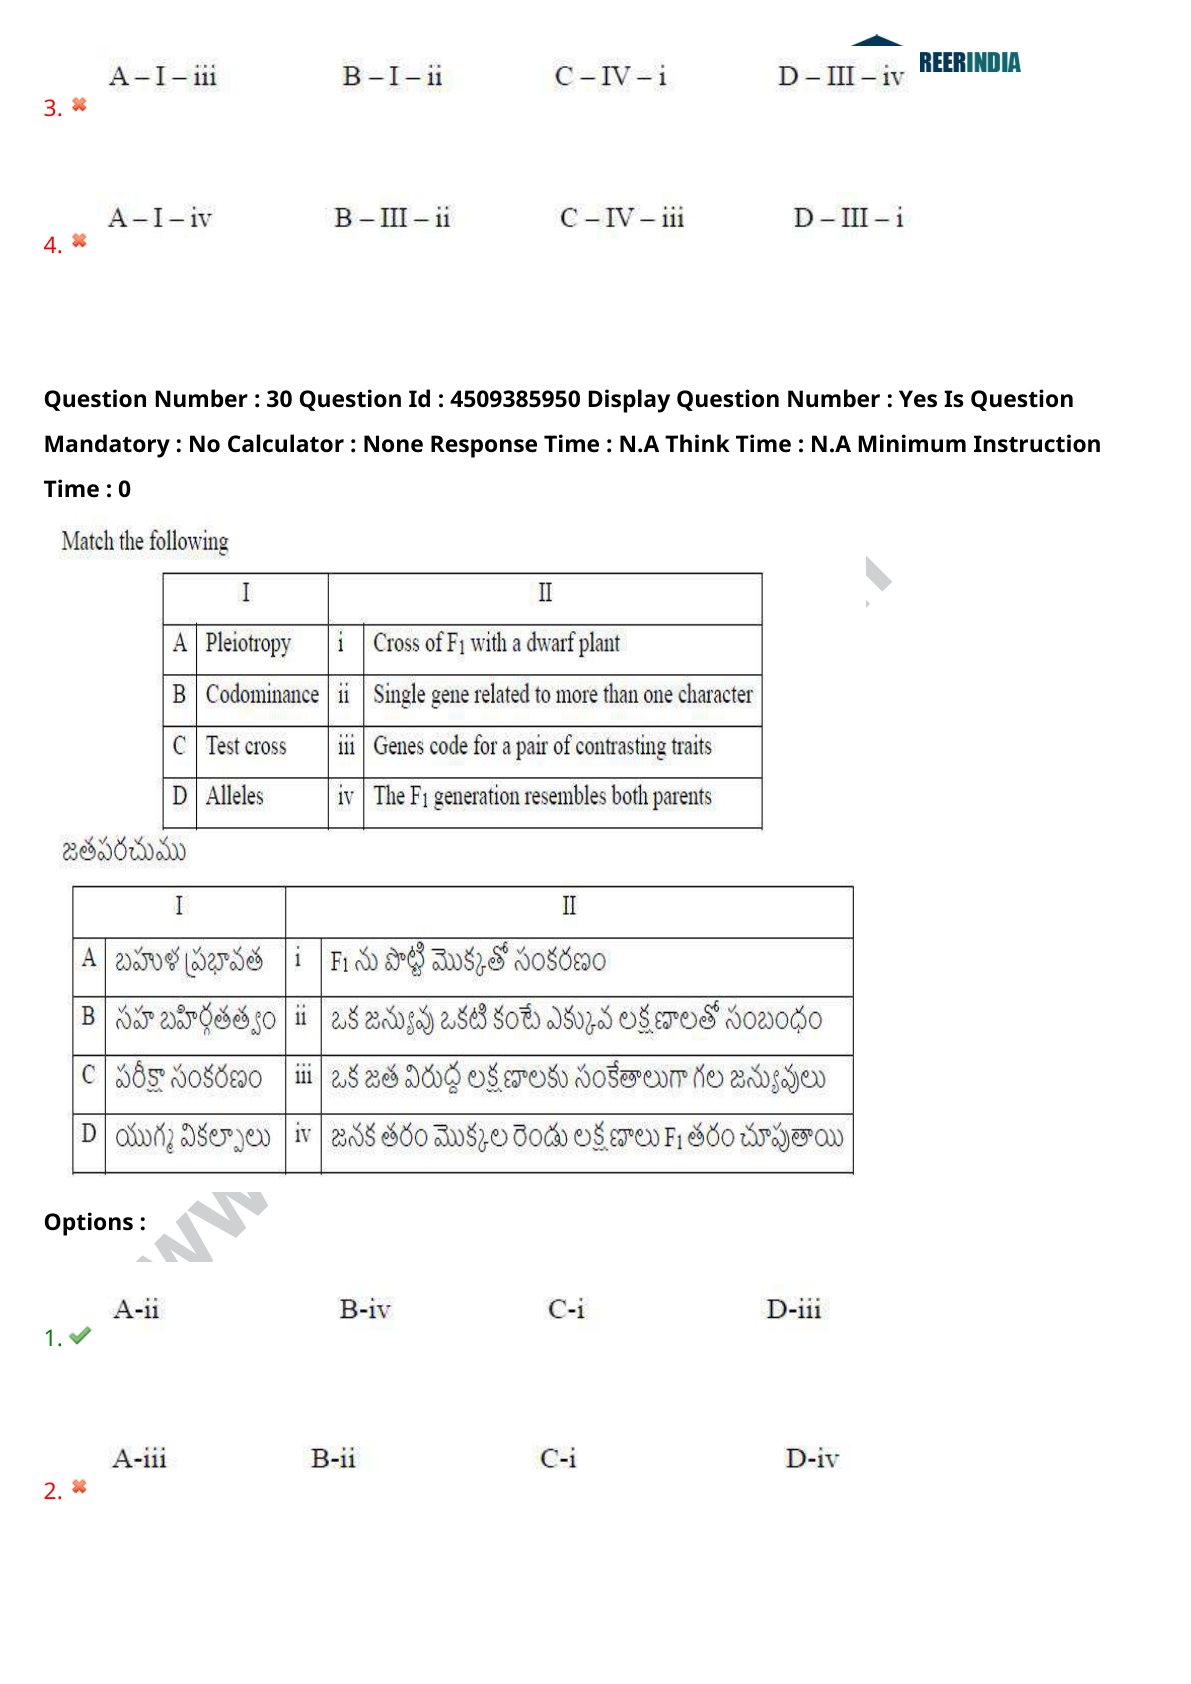 REERINDIA
A – I – iii B – I – ii C – IV – i D – III – iv
3.
A – I – iv B – III – ii C – IV – iii D – III – i
4.
Question Number : 30 Question Id : 4509385950 Display Question Number : Yes Is Question
Mandatory : No Calculator : None Response Time : N.A Think Time : N.A Minimum Instruction
Time : 0
Match the following
I II
A Pleiotropy i Cross of F1 with a dwarf plant
B Codominance ii Single gene related to more than one character
C Test cross iii Genes code for a pair of contrasting traits
D Alleles iv The F1 generation resembles both parents
జతపరచుము
I II
A బహుళ ప్రభావత i F1 ను పొట్టి మొక్కతో సంకరణం
B సహ బహిర్గతత్వం ii ఒక జన్యువు ఒకటి కంటే ఎక్కువ లక్షణాలతో సంబంధం
C పరీక్షా సంకరణం iii ఒక జత విరుద్ధ లక్షణాలకు సంకేతాలుగా గల జన్యువులు
D యుగ్మ వికల్పాలు iv జనక తరం మొక్కల రెండు లక్షణాలు F1 తరం చూపుతాయి
Options :
A-ii B-iv C-i D-iii
1.
A-iii B-ii C-i D-iv
2.